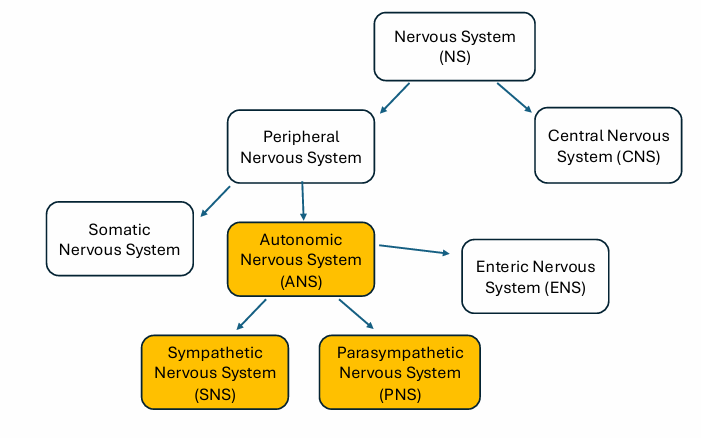 Nervous System
(NS)
Peripheral
Nervous System
Central Nervous
System (CNS)
Somatic
Nervous System
Autonomic
Nervous System
(ANS)
Enteric Nervous
System (ENS)
Sympathetic
Nervous System
(SNS)
Parasympathetic
Nervous System
(PNS)